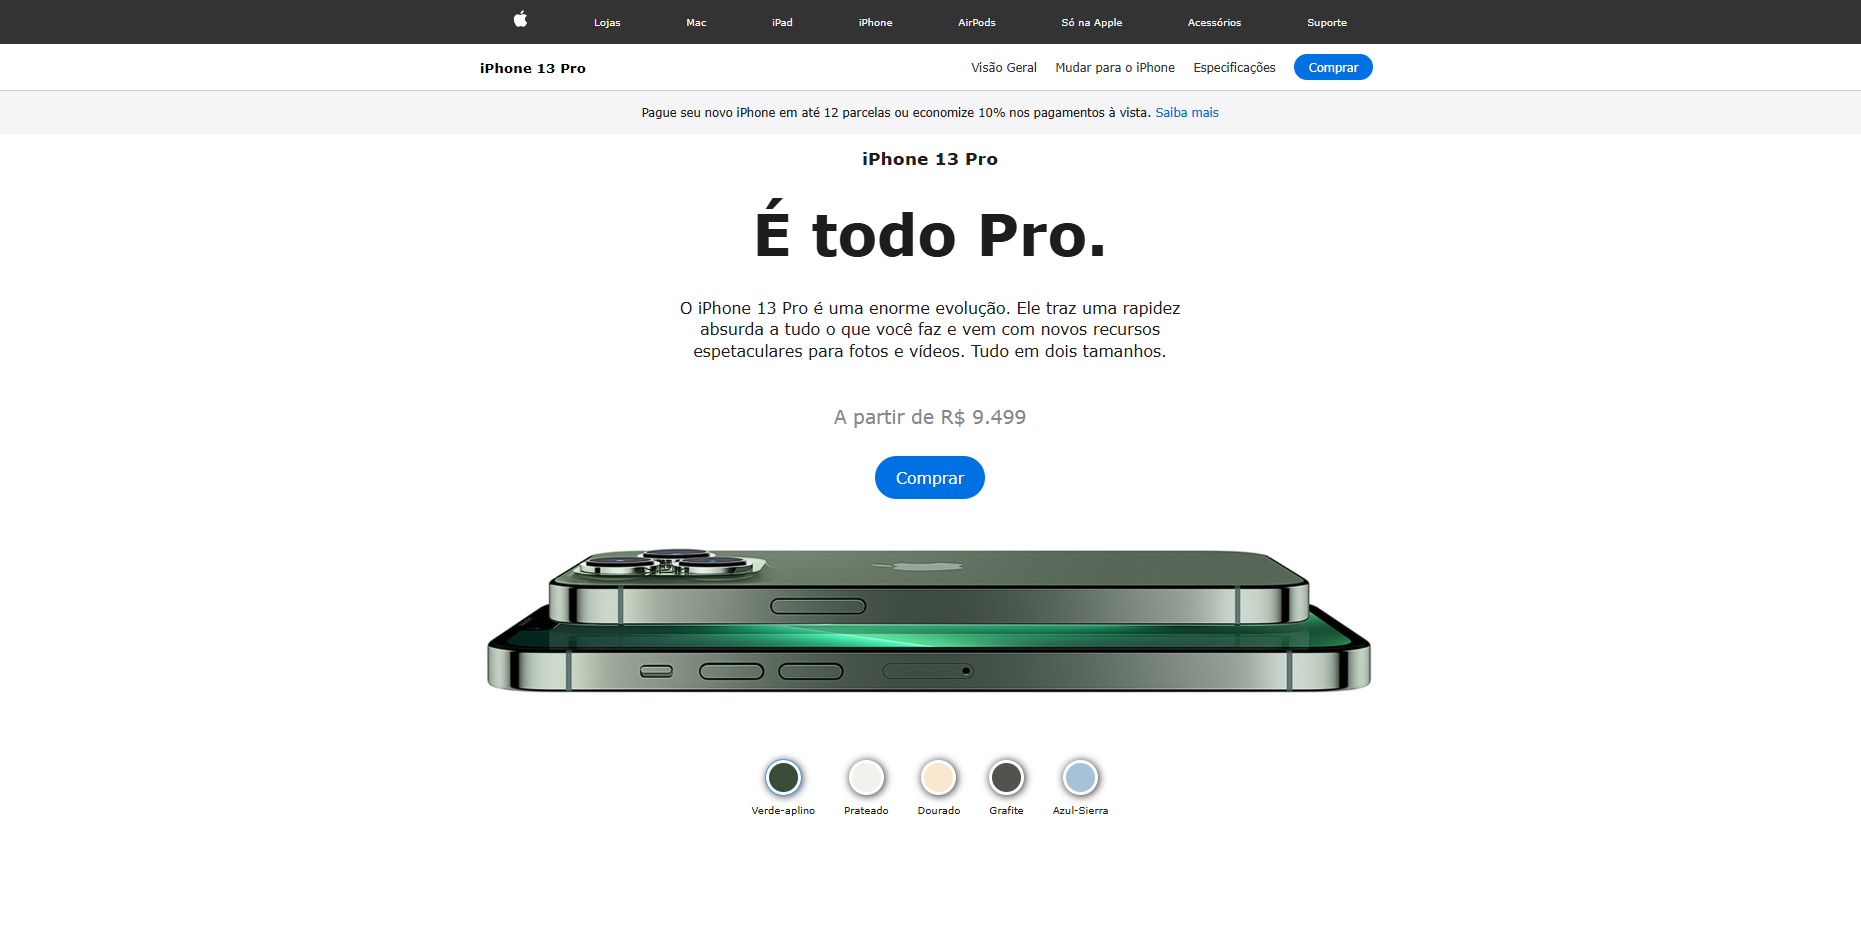 Lojas Mac iPad iPhone AirPods Só na Apple Acessórios Suporte
iPhone 13 Pro Visão Geral Mudar para o iPhone Especificações Comprar
Pague seu novo iPhone em até 12 parcelas ou economize 10% nos pagamentos à vista. Saiba mais
iPhone 13 Pro
É todo Pro.
O iPhone 13 Pro é uma enorme evolução. Ele traz uma rapidez
absurda a tudo o que você faz e vem com novos recursos
espetaculares para fotos e vídeos. Tudo em dois tamanhos.
A partir de R$ 9.499
Comprar
Verde-aplino Prateado Dourado Grafite Azul-Sierra